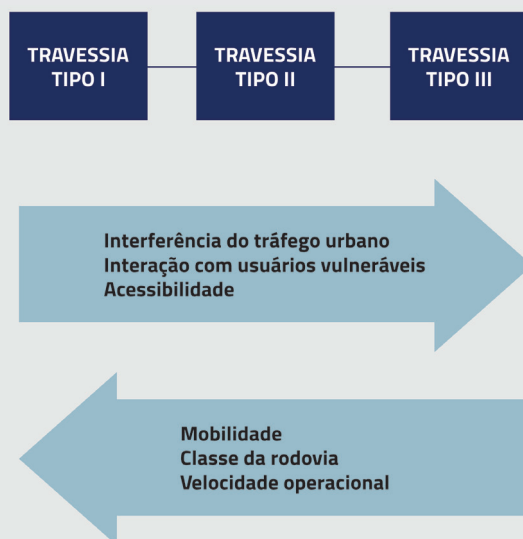 TRAVESSIA
TIPO I
TRAVESSIA
TIPO II
TRAVESSIA
TIPO III
Interferência do tráfego urbano
Interação com usuários vulneráveis
Acessibilidade
Mobilidade
Classe da rodovia
Velocidade operacional